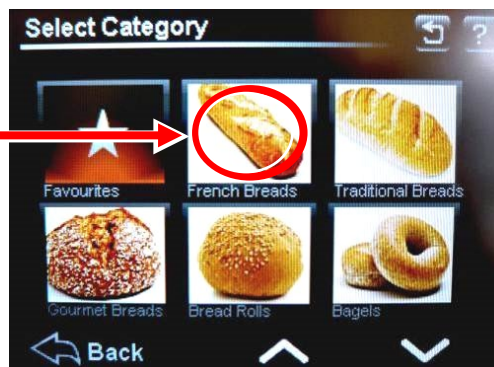 Select Category
?
Favourites
French Breads
Traditional Breads
Gourmet Breads
Bread Rolls
Bagels
Back